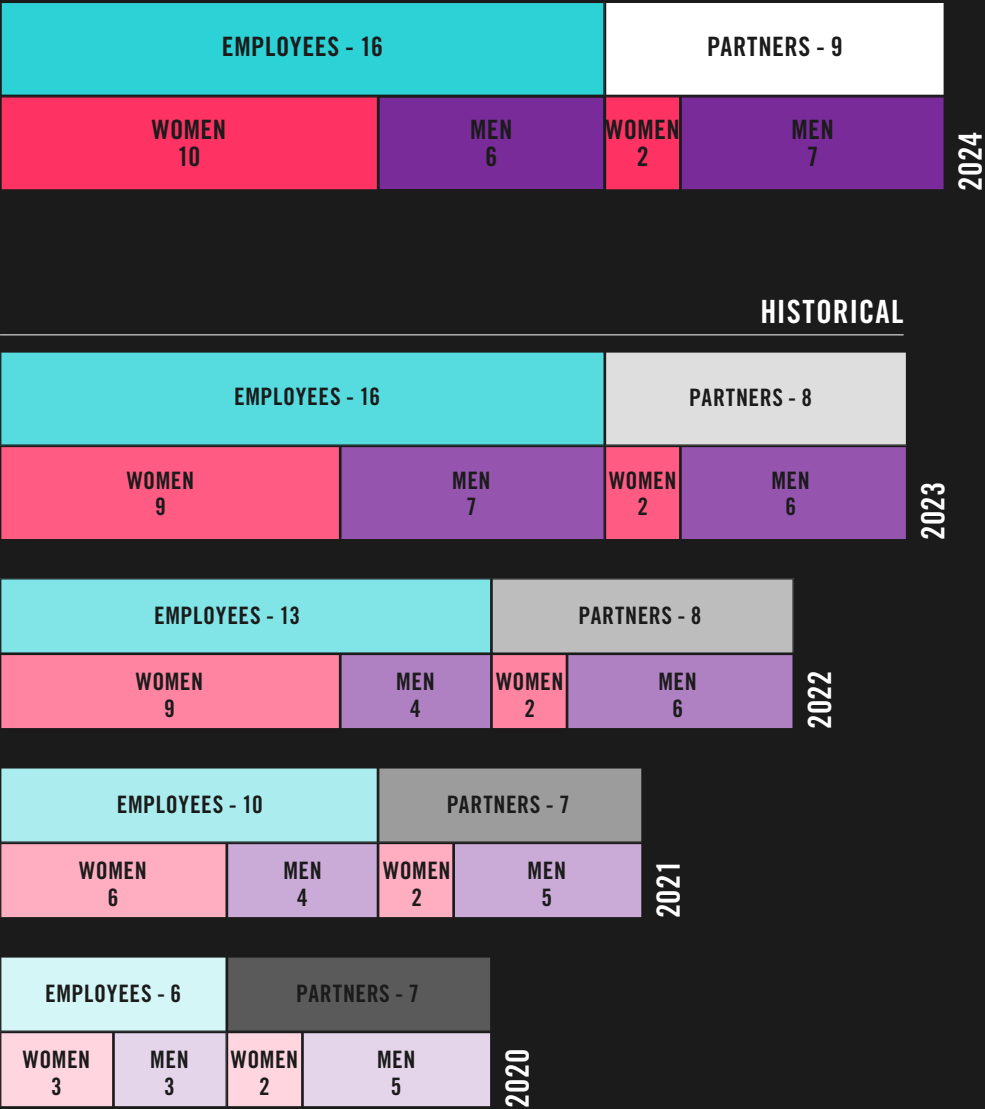 EMPLOYEES - 16
PARTNERS - 9
WOMEN
10
MEN
6
WOMEN
2
MEN
7
2024
HISTORICAL
EMPLOYEES - 16
PARTNERS - 8
WOMEN
9
MEN
7
WOMEN
2
MEN
6
2023
EMPLOYEES - 13
PARTNERS - 8
WOMEN
9
MEN
4
WOMEN
2
MEN
6
2022
EMPLOYEES - 10
PARTNERS - 7
WOMEN
6
MEN
4
WOMEN
2
MEN
5
2021
EMPLOYEES - 6
PARTNERS - 7
WOMEN
3
MEN
3
WOMEN
2
MEN
5
2020